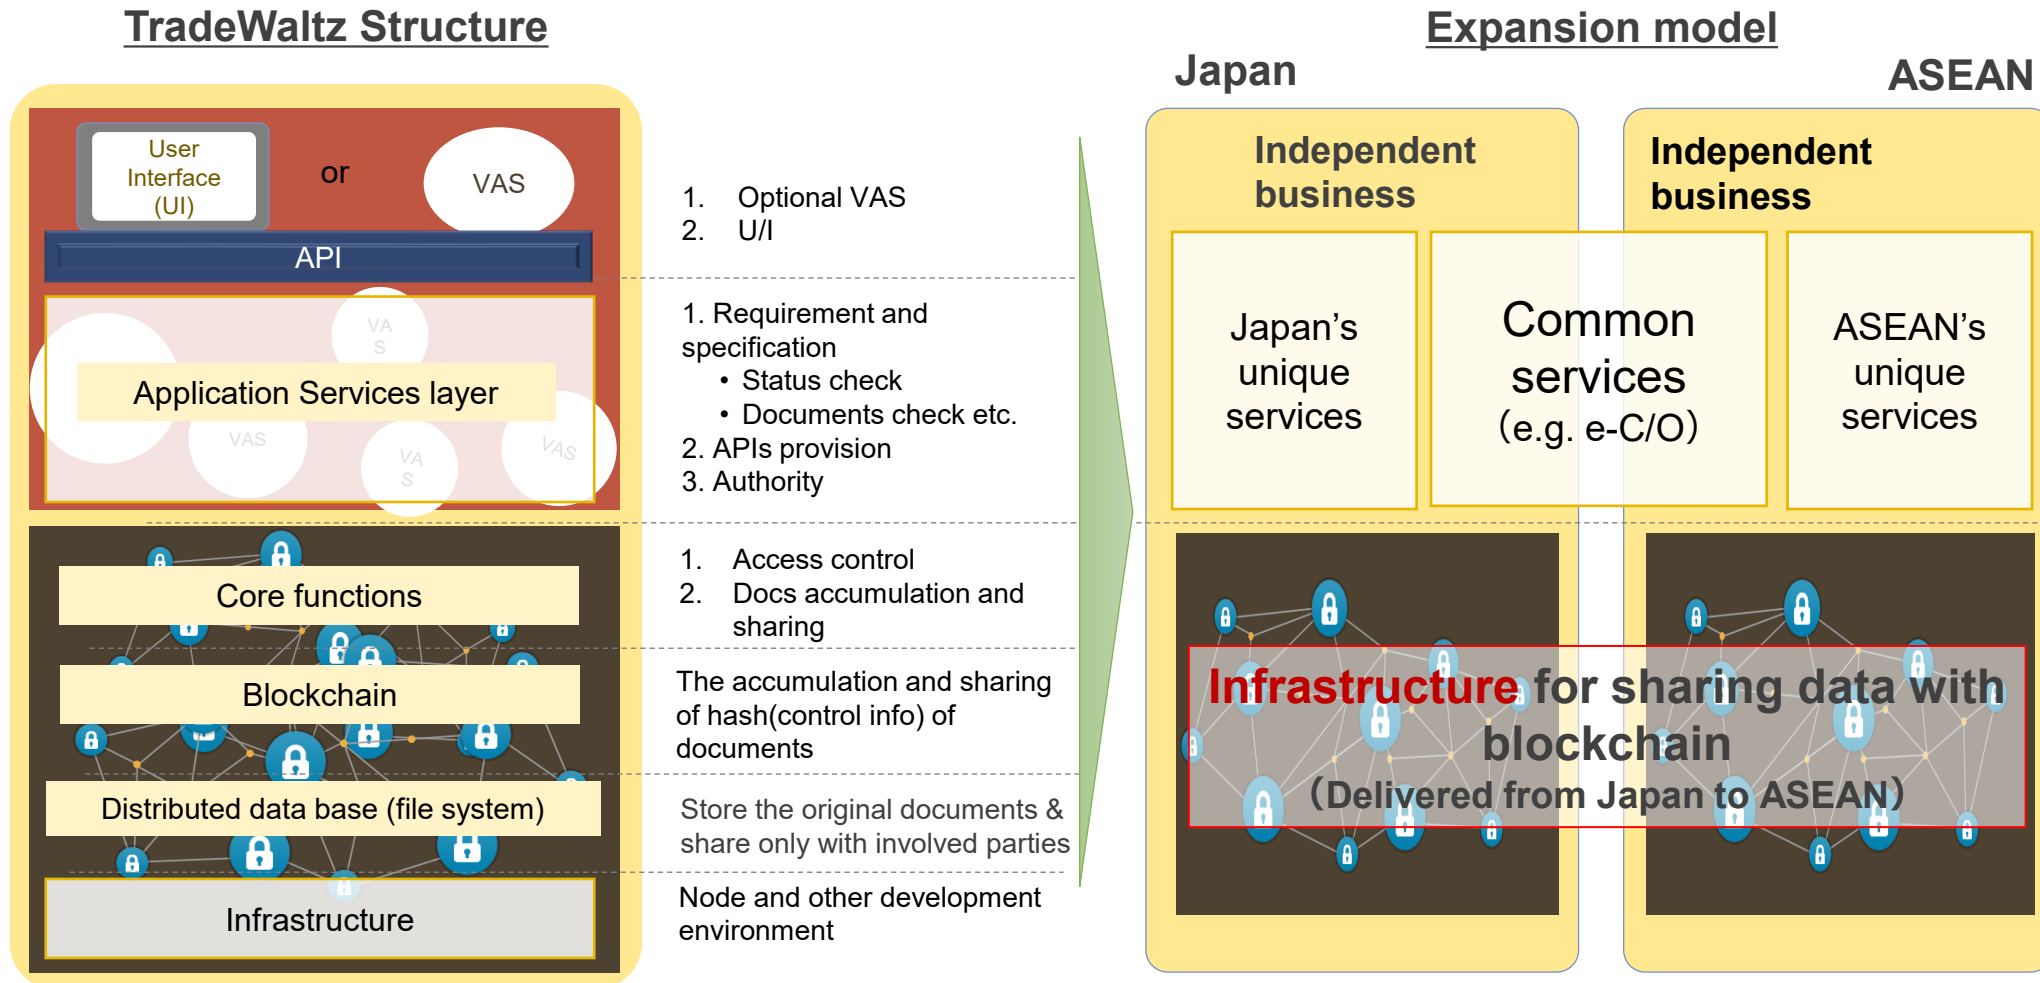 TradeWaltz Structure
User
Interface
(UI)
or
VAS
API
VA
S
Application Services layer
VAS
VA
S
VAS
Core functions
Blockchain
Distributed data base (file system)
Infrastructure
1. Optional VAS
2. U/I
1. Requirement and
specification
• Status check
• Documents check etc.
2. APIs provision
3. Authority
1. Access control
2. Docs accumulation and
sharing
The accumulation and sharing
of hash(control info) of
documents
Store the original documents &
share only with involved parties
Node and other development
environment
Expansion model
Japan
ASEAN
Independent
business
Independent
business
Japan’s
unique
services
Common
services
（e.g. e-C/O）
ASEAN’s
unique
services
Infrastructure for sharing data with
blockchain
（Delivered from Japan to ASEAN）